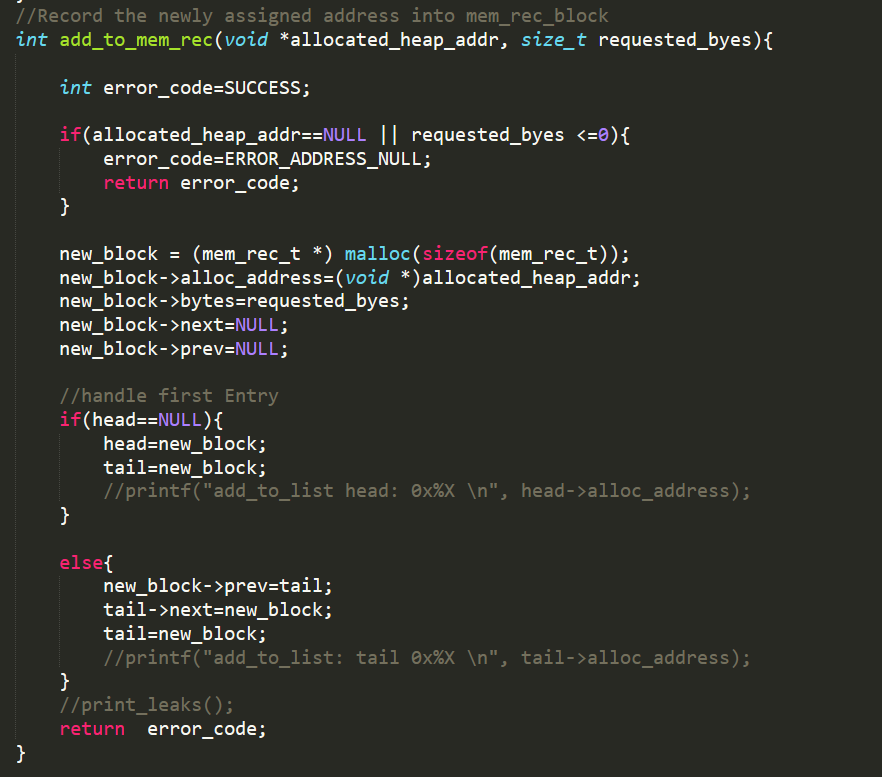 //Record the newly assigned address into mem_rec_block
int add_to_mem_rec(void *allocated_heap_addr, size_t requested_byes){
int error_code=SUCCESS;
if(allocated_heap_addr==NULL || requested_byes <=0){
error_code=ERROR_ADDRESS_NULL;
return error_code;
}
new_block = (mem_rec_t *) malloc(sizeof(mem_rec_t));
new_block->alloc_address=(void *)allocated_heap_addr;
new_block->bytes=requested_byes;
new_block->next=NULL;
new_block->prev=NULL;
//handle first Entry
if(head==NULL){
head=new_block;
tail=new_block;
//printf("add_to_list head: 0x%X \n", head->alloc_address);
}
else{
new_block->prev=tail;
tail->next=new_block;
tail=new_block;
//printf("add_to_list: tail 0x%X \n", tail->alloc_address);
}
//print_leaks();
return  error_code;
}